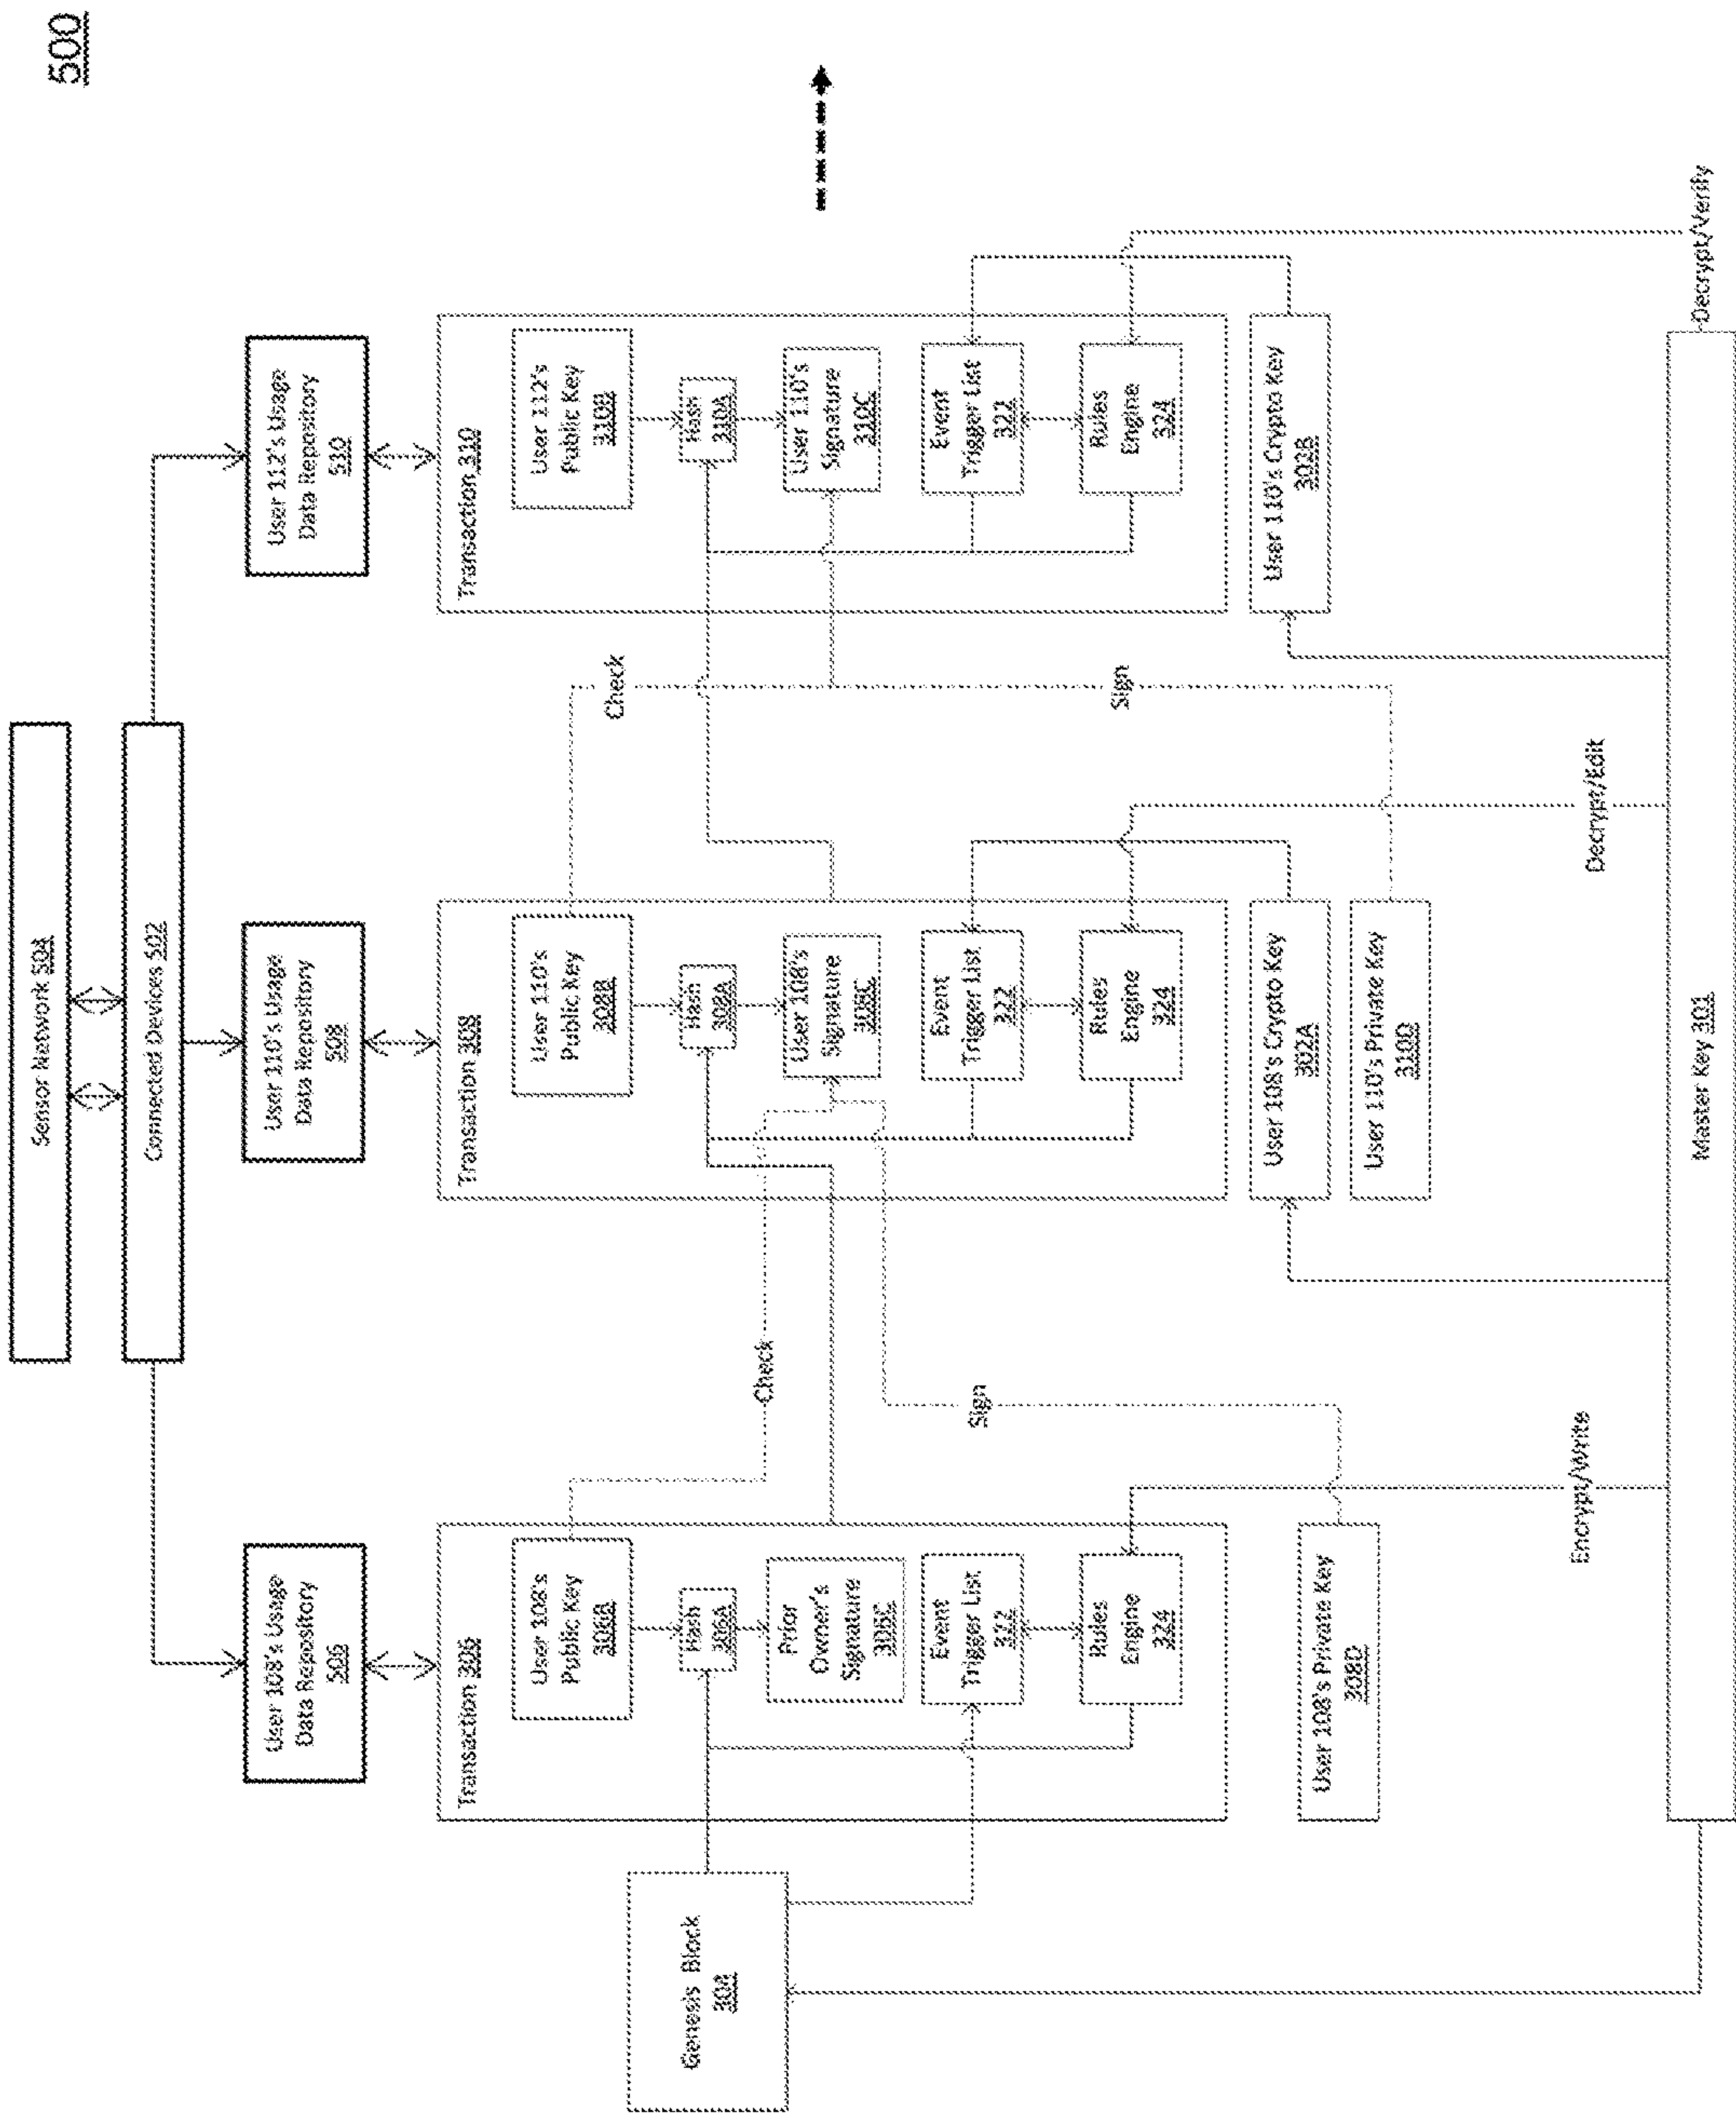 500
Sensor Network 504
Connected Devices 502
User 108's Usage
Data Repository
506
User 110's Usage
Data Repository
508
User 112's Usage
Data Repository
510
Transaction 306
User 108's
Public Key
Hash
306A
Prior
Owner's
Signature
306C
Event
Trigger List
322
Rules
Engine
324
Transaction 308
User 110's
Public Key
308B
Hash
308A
User 108's
Signature
308C
Event
Trigger List
322
Rules
Engine
324
Transaction 310
User 112's
Public Key
310B
Hash
310A
User 110's
Signature
310C
Event
Trigger List
322
Rules
Engine
324
Genesis Block
304
Check
Sign
Check
Sign
User 108's Private Key
308D
User 108's Crypto Key
302A
User 110's Private Key
310D
User 110's Crypto Key
302B
Encrypt/Write
Decrypt/Edit
Decrypt/Verify
Master Key 301